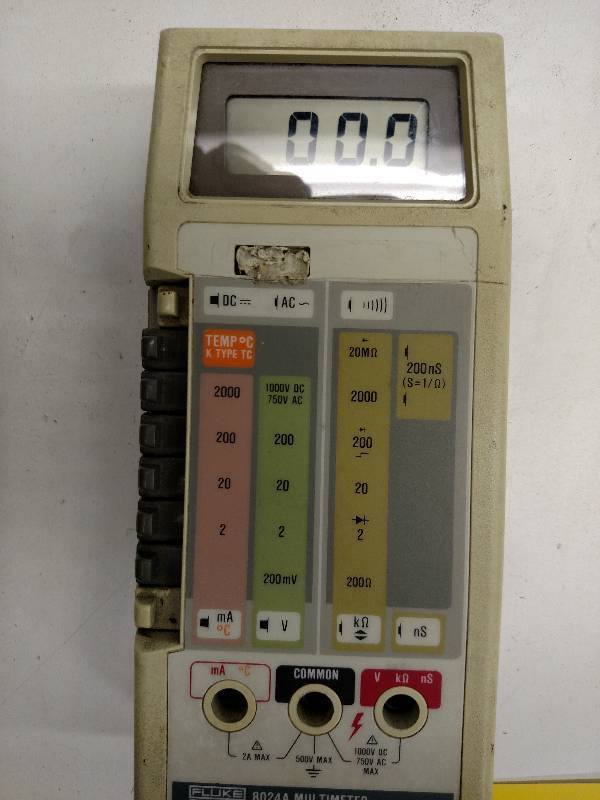 00.0
DC AC
TEMP °C
K TYPE TC
20MΩ
200nS
(S=1/Ω)
2000
1000V DC
750V AC
2000
200
200
200
20
20
20
2
2
2
200mV
200Ω
mA
°C
V
kΩ
nS
mA °C
COMMON
V kΩ nS
2A MAX
500V MAX
1000V DC
750V AC
MAX
FLUKE 8024A MULTIMETER